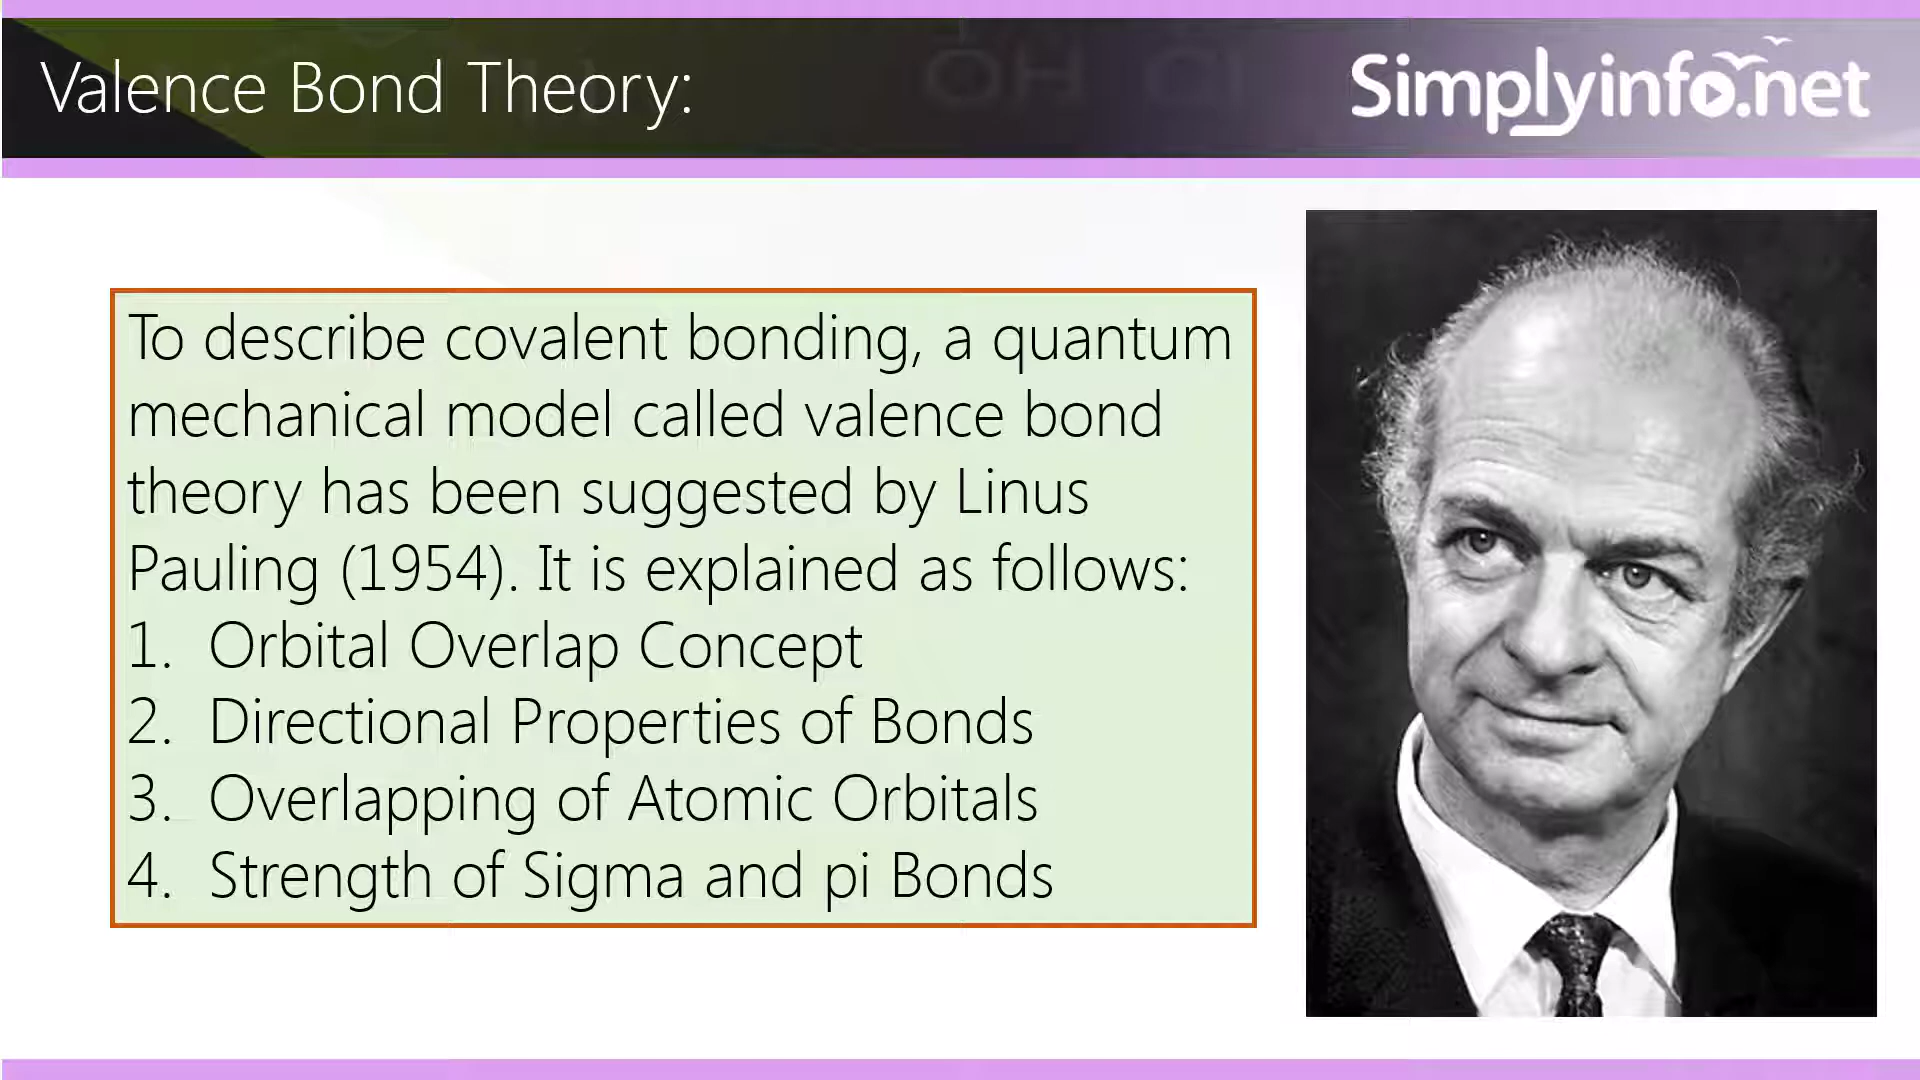 Valence Bond Theory:
Simplyinfo.net
OH Cl
To describe covalent bonding, a quantum
mechanical model called valence bond
theory has been suggested by Linus
Pauling (1954). It is explained as follows:
1. Orbital Overlap Concept
2. Directional Properties of Bonds
3. Overlapping of Atomic Orbitals
4. Strength of Sigma and pi Bonds